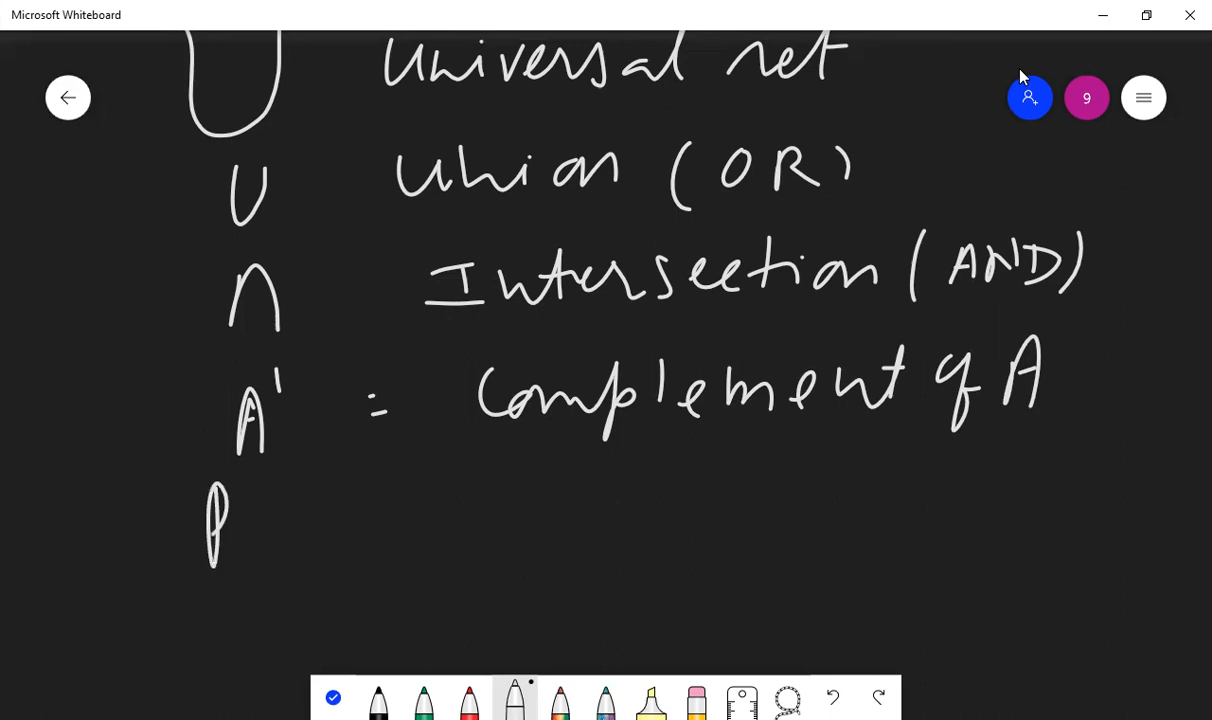 Microsoft Whiteboard
U Universal set
9
∪ Union (OR)
∩ Intersection (AND)
A' = complement of A
P